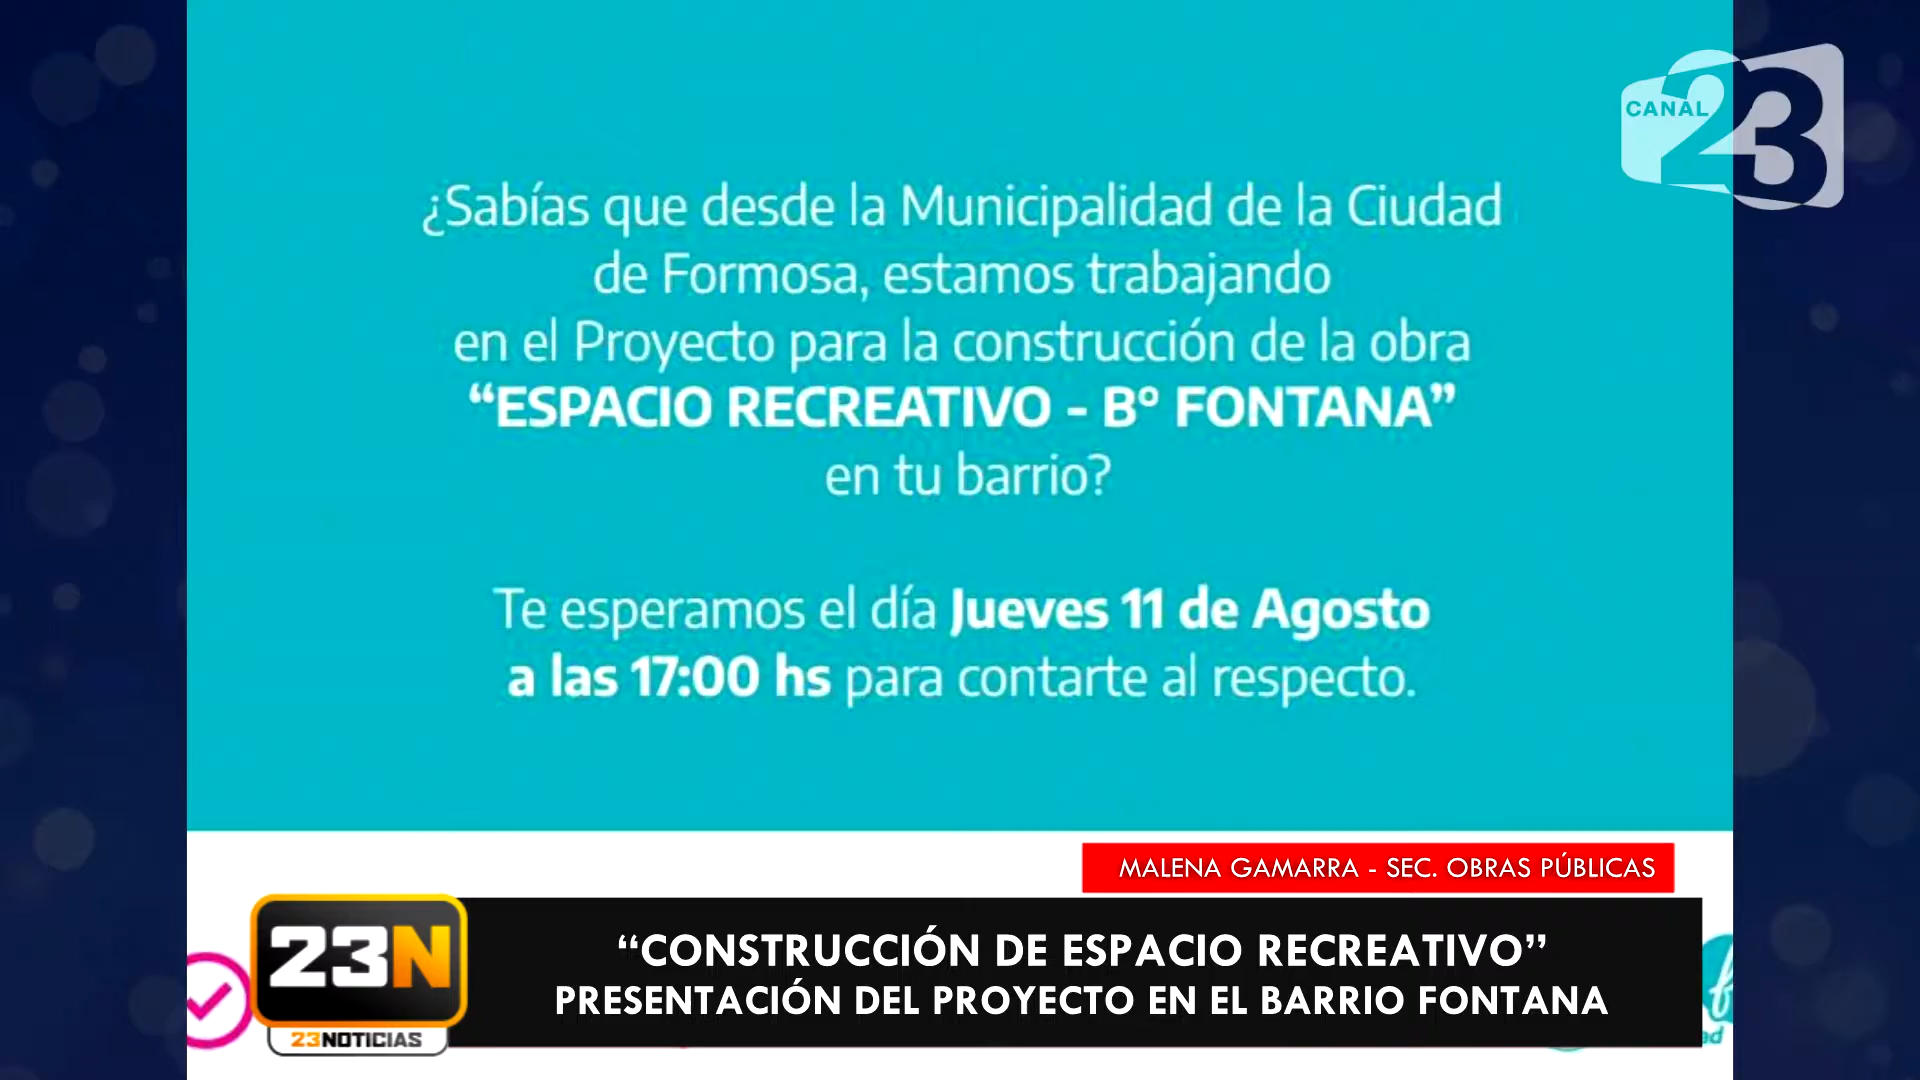 CANAL 23
¿Sabías que desde la Municipalidad de la Ciudad
de Formosa, estamos trabajando
en el Proyecto para la construcción de la obra
“ESPACIO RECREATIVO - B° FONTANA”
en tu barrio?
Te esperamos el día Jueves 11 de Agosto
a las 17:00 hs para contarte al respecto.
MALENA GAMARRA - SEC. OBRAS PÚBLICAS
23N
23NOTICIAS
“CONSTRUCCIÓN DE ESPACIO RECREATIVO”
PRESENTACIÓN DEL PROYECTO EN EL BARRIO FONTANA